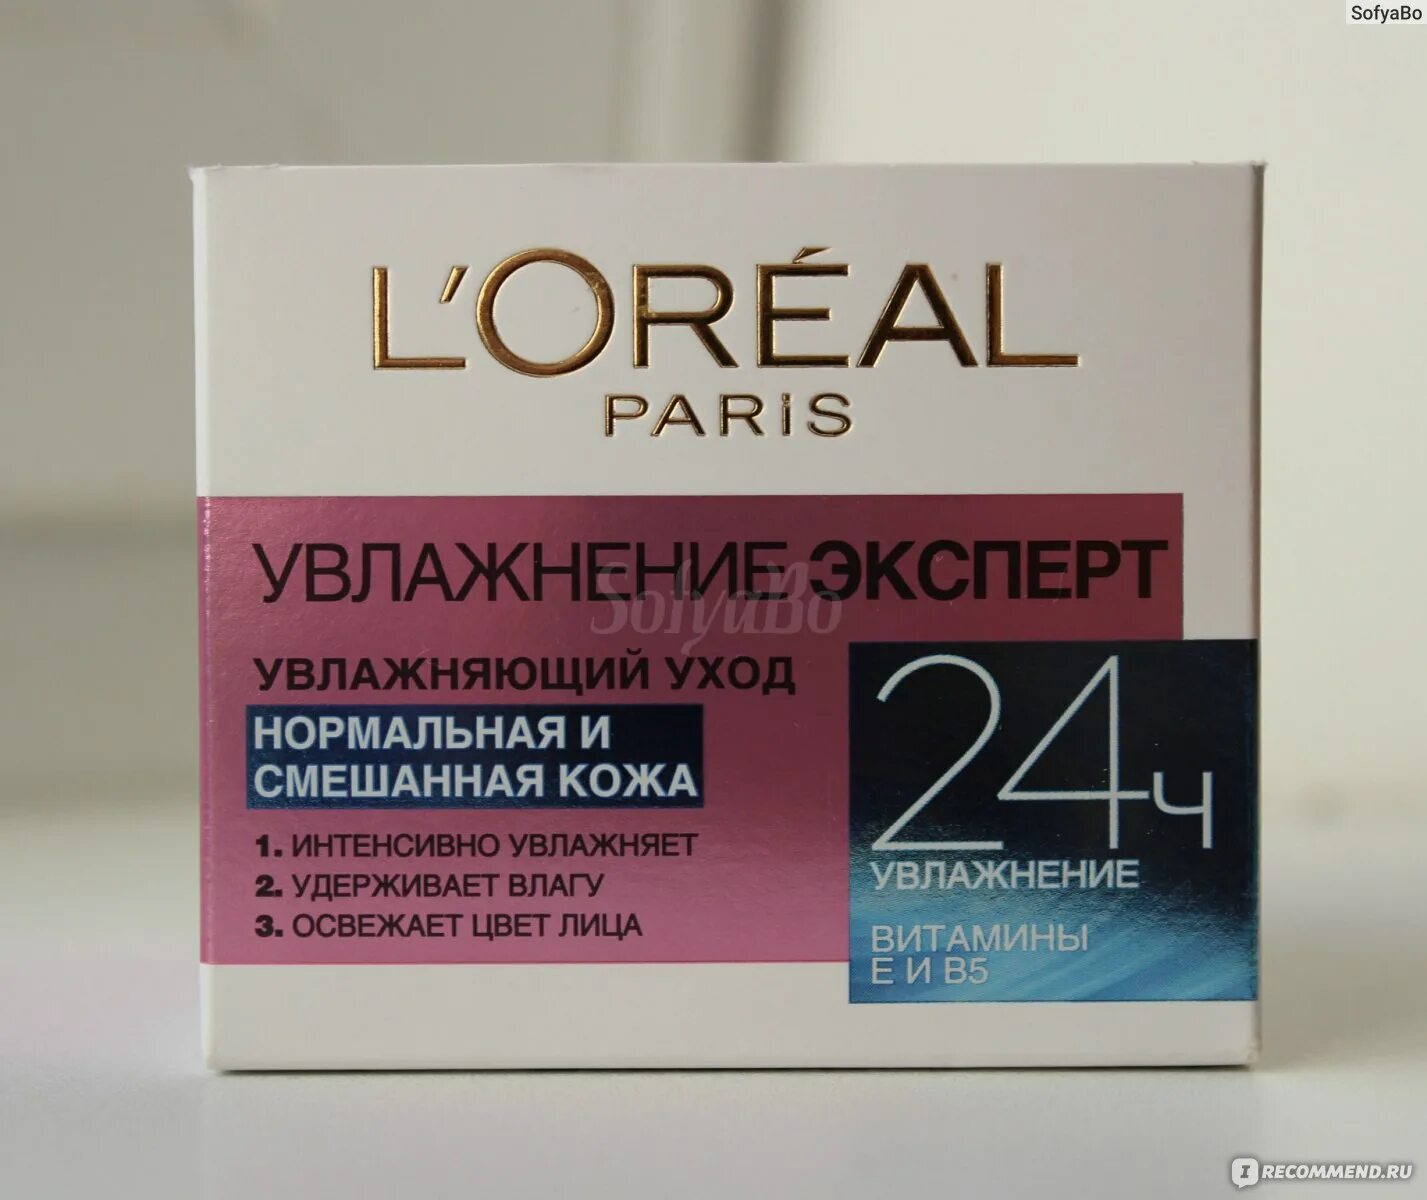 SofyaBo
L'ORÉAL
PARiS
УВЛАЖНЕНИЕ ЭКСПЕРТ
SofyaBo
УВЛАЖНЯЮЩИЙ УХОД
НОРМАЛЬНАЯ И
СМЕШАННАЯ КОЖА
1. ИНТЕНСИВНО УВЛАЖНЯЕТ
2. УДЕРЖИВАЕТ ВЛАГУ
3. ОСВЕЖАЕТ ЦВЕТ ЛИЦА
24ч
УВЛАЖНЕНИЕ
ВИТАМИНЫ
Е И В5
IRECOMMEND.RU